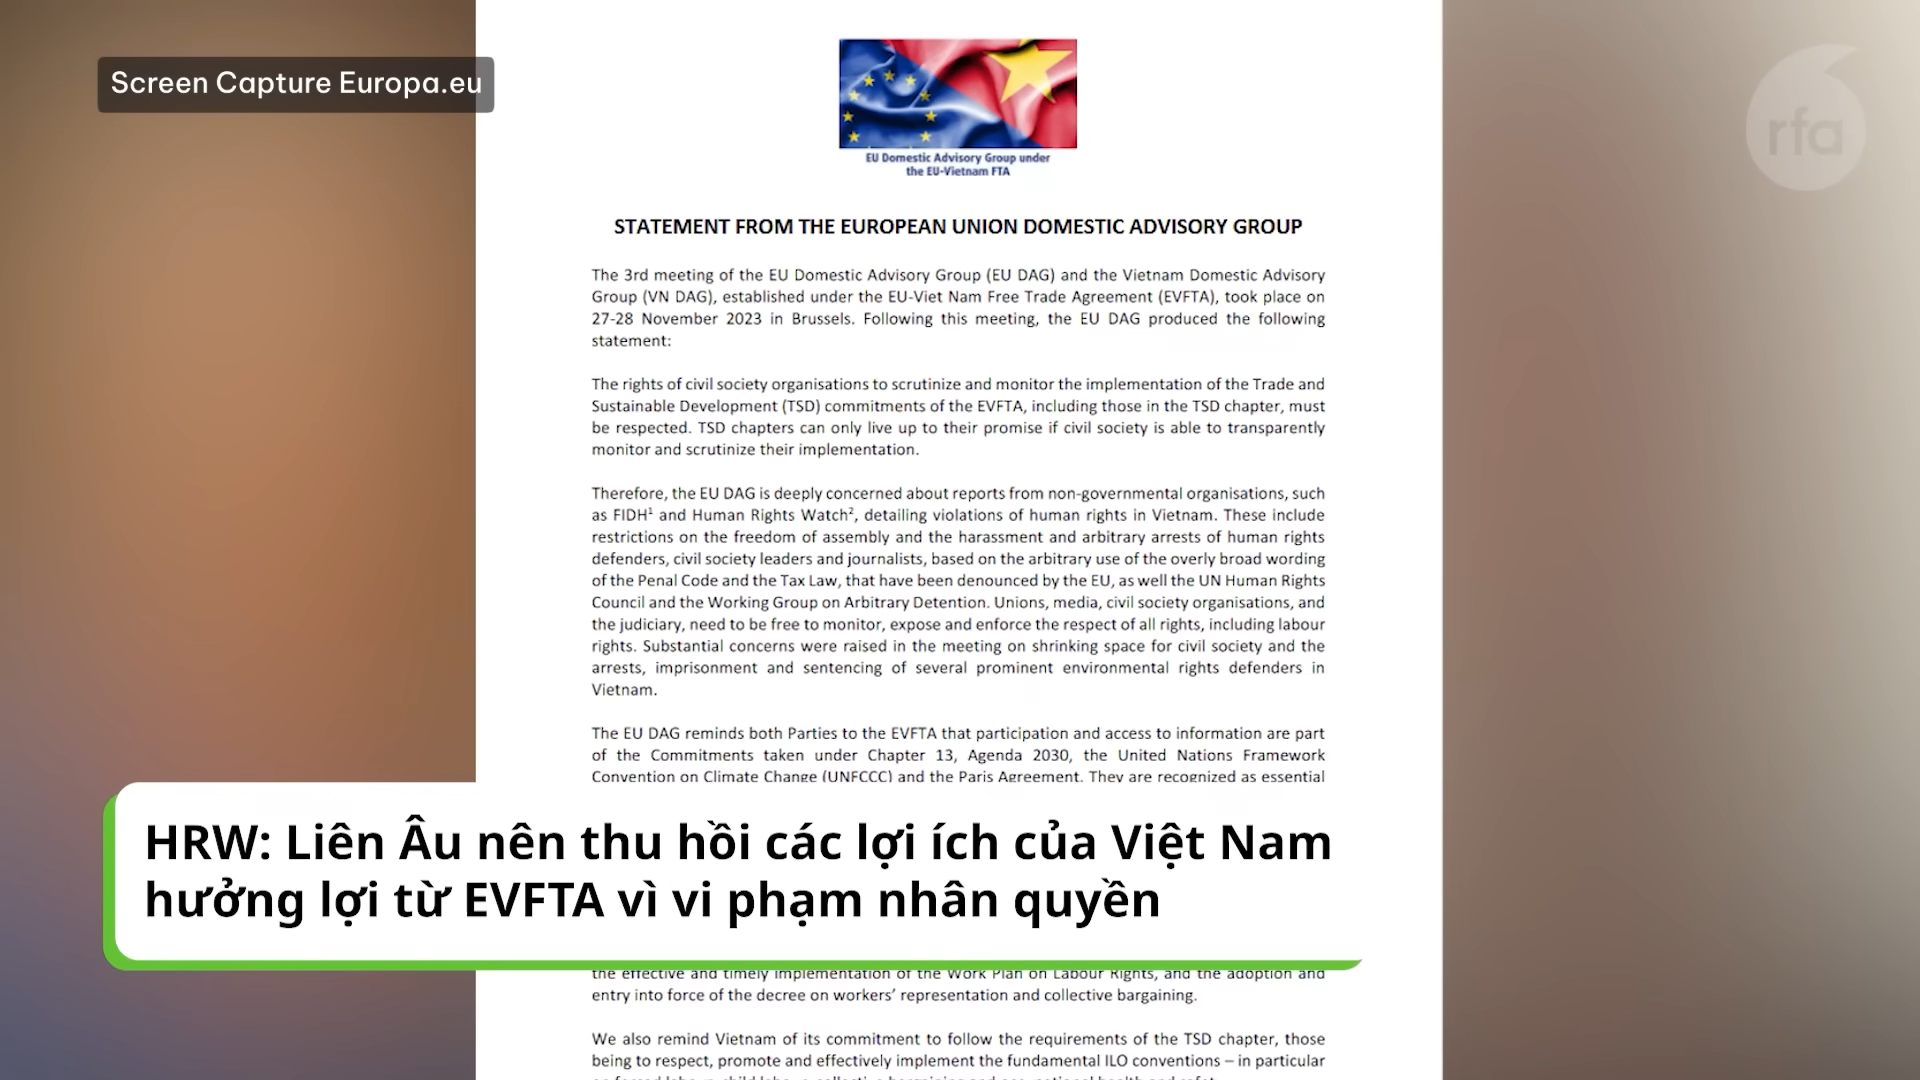 Screen Capture Europa.eu
rfa
EU Domestic Advisory Group under
the EU-Vietnam FTA
STATEMENT FROM THE EUROPEAN UNION DOMESTIC ADVISORY GROUP
The 3rd meeting of the EU Domestic Advisory Group (EU DAG) and the Vietnam Domestic Advisory
Group (VN DAG), established under the EU-Viet Nam Free Trade Agreement (EVFTA), took place on
27-28 November 2023 in Brussels. Following this meeting, the EU DAG produced the following
statement:
The rights of civil society organisations to scrutinize and monitor the implementation of the Trade and
Sustainable Development (TSD) commitments of the EVFTA, including those in the TSD chapter, must
be respected. TSD chapters can only live up to their promise if civil society is able to transparently
monitor and scrutinize their implementation.
Therefore, the EU DAG is deeply concerned about reports from non-governmental organisations, such
as FIDH¹ and Human Rights Watch², detailing violations of human rights in Vietnam. These include
restrictions on the freedom of assembly and the harassment and arbitrary arrests of human rights
defenders, civil society leaders and journalists, based on the arbitrary use of the overly broad wording
of the Penal Code and the Tax Law, that have been denounced by the EU, as well the UN Human Rights
Council and the Working Group on Arbitrary Detention. Unions, media, civil society organisations, and
the judiciary, need to be free to monitor, expose and enforce the respect of all rights, including labour
rights. Substantial concerns were raised in the meeting on shrinking space for civil society and the
arrests, imprisonment and sentencing of several prominent environmental rights defenders in
Vietnam.
The EU DAG reminds both Parties to the EVFTA that participation and access to information are part
of the Commitments taken under Chapter 13, Agenda 2030, the United Nations Framework
Convention on Climate Change (UNFCCC) and the Paris Agreement. They are recognized as essential
HRW: Liên Âu nên thu hồi các lợi ích của Việt Nam
hưởng lợi từ EVFTA vì vi phạm nhân quyền
the effective and timely implementation of the Work Plan on Labour Rights, and the adoption and
entry into force of the decree on workers’ representation and collective bargaining.
We also remind Vietnam of its commitment to follow the requirements of the TSD chapter, those
being to respect, promote and effectively implement the fundamental ILO conventions – in particular